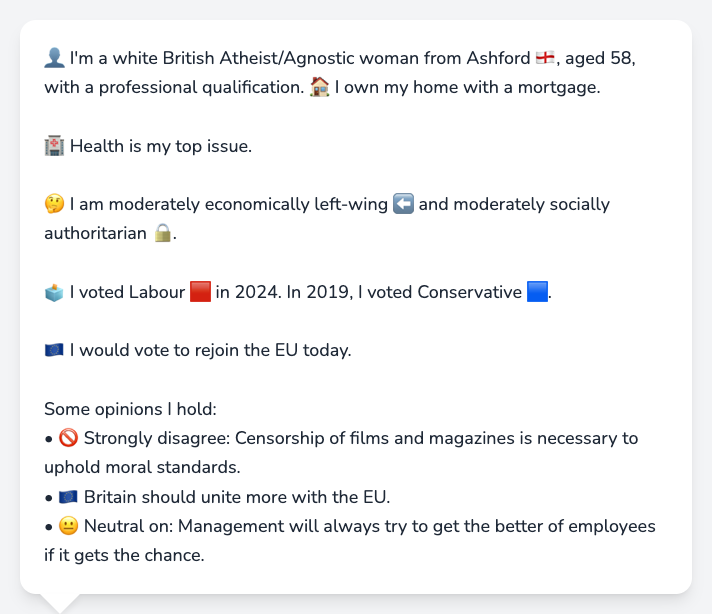 👤 I'm a white British Atheist/Agnostic woman from Ashford 🏴󠁧󠁢󠁥󠁮󠁧󠁿, aged 58,
with a professional qualification. 🏠 I own my home with a mortgage.
🏥 Health is my top issue.
🤔 I am moderately economically left-wing ⬅️ and moderately socially
authoritarian 🔒.
🗳️ I voted Labour 🟥 in 2024. In 2019, I voted Conservative 🟦.
🇪🇺 I would vote to rejoin the EU today.
Some opinions I hold:
• 🚫 Strongly disagree: Censorship of films and magazines is necessary to
uphold moral standards.
• 🇪🇺 Britain should unite more with the EU.
• 😐 Neutral on: Management will always try to get the better of employees
if it gets the chance.